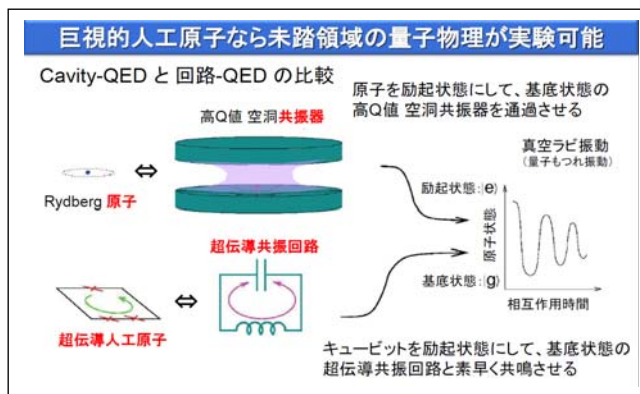 巨視的人工原子なら未踏領域の量子物理が実験可能
Cavity-QED と 回路-QED の比較
原子を励起状態にして、基底状態の
高Q値 空洞共振器を通過させる
高Q値 空洞共振器
⇔
Rydberg 原子
真空ラビ振動
(量子もつれ振動)
励起状態:|e⟩
原子状態
基底状態:|g⟩
相互作用時間
超伝導共振回路
⇔
超伝導人工原子
キュービットを励起状態にして、基底状態の
超伝導共振回路と素早く共鳴させる